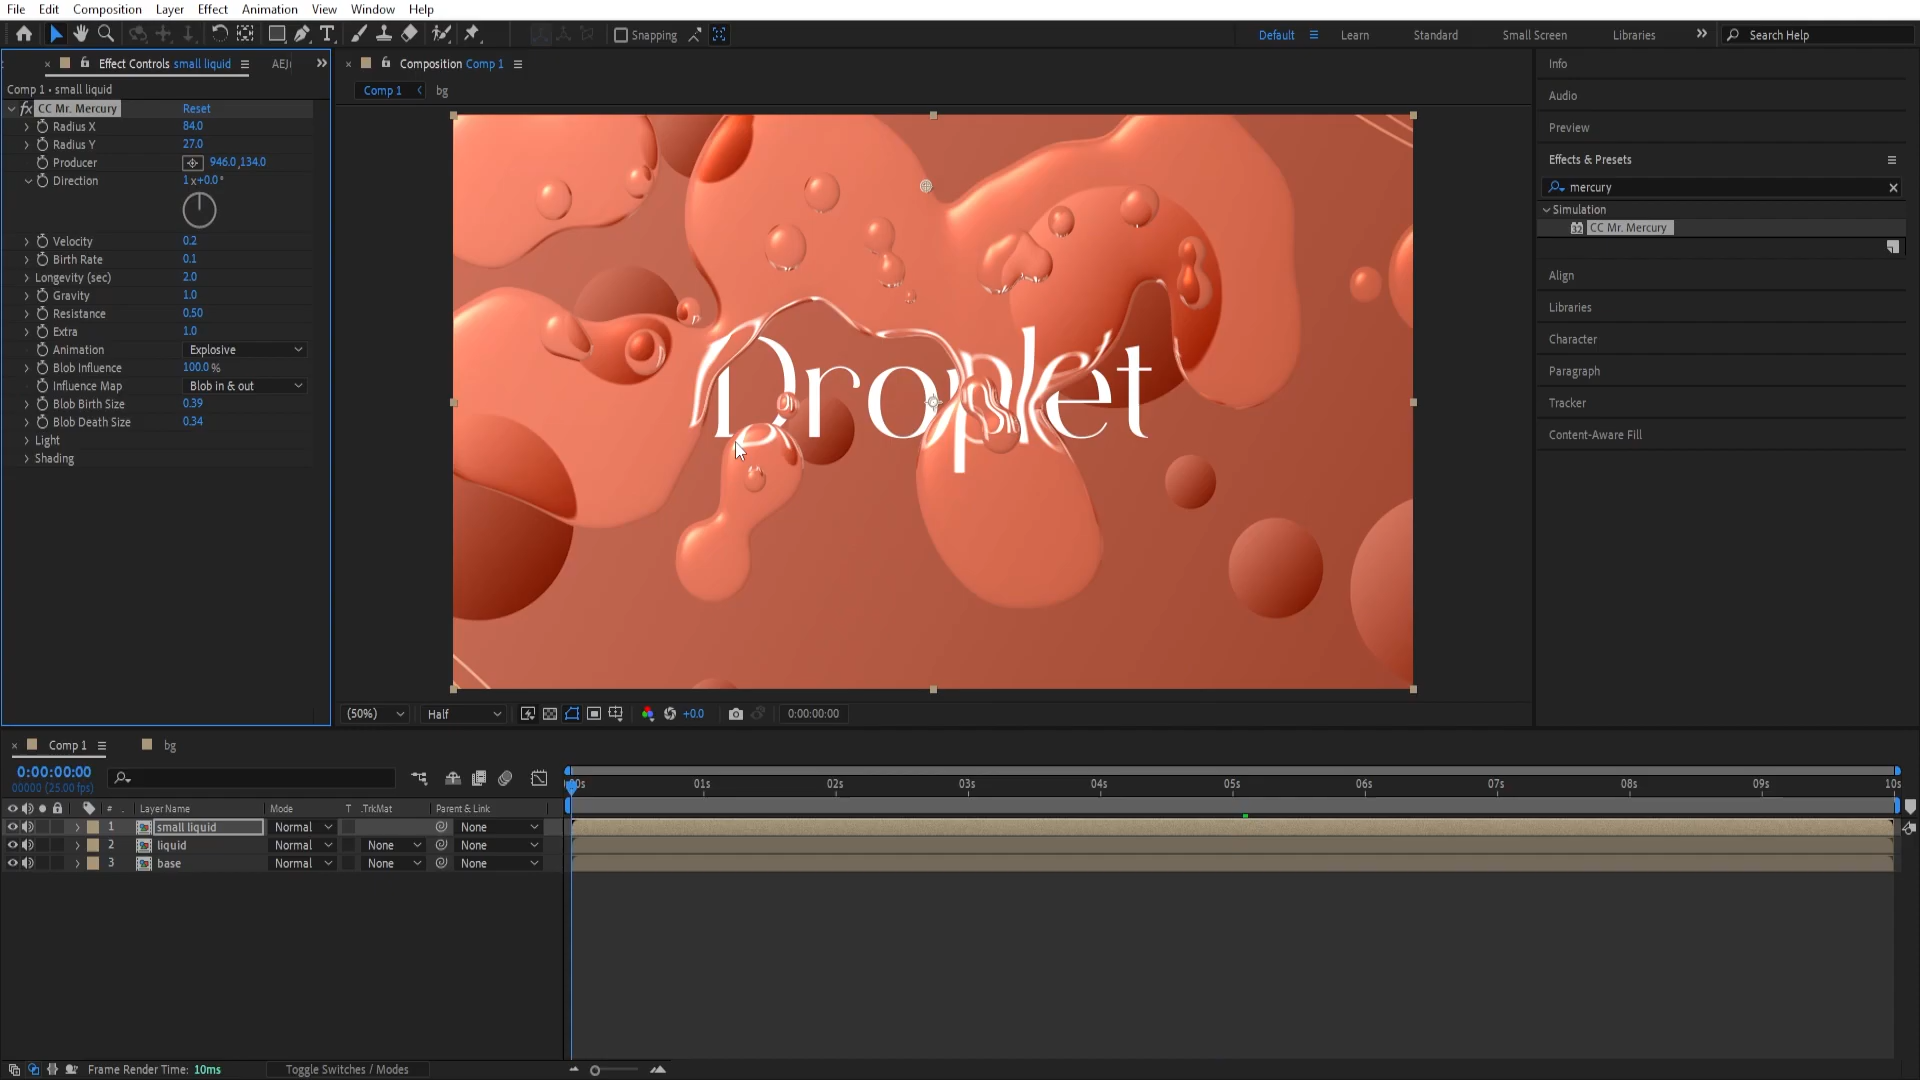 File Edit Composition Layer Effect Animation View Window Help
Snapping
Default Learn Standard Small Screen Libraries Search Help
Effect Controls small liquid
Composition Comp 1
Comp 1 • small liquid
Comp 1 bg
fx CC Mr. Mercury Reset
Radius X 84.0
Radius Y 27.0
Producer 946.0,134.0
Direction 1x+0.0°
Velocity 0.2
Birth Rate 0.1
Longevity (sec) 2.0
Gravity 1.0
Resistance 0.50
Extra 1.0
Animation Explosive
Blob Influence 100.0 %
Influence Map Blob in & out
Blob Birth Size 0.39
Blob Death Size 0.34
Light
Shading
Droplet
Info
Audio
Preview
Effects & Presets
mercury
Simulation
32 CC Mr. Mercury
Align
Libraries
Character
Paragraph
Tracker
Content-Aware Fill
(50%) Half +0.0 0:00:00:00
Comp 1 bg
0:00:00:00
00000 (25.00 fps)
01s 02s 03s 04s 05s 06s 07s 08s 09s 10s
# Layer Name Mode T .TrkMat Parent & Link
1 small liquid Normal None
2 liquid Normal None None
3 base Normal None None
Frame Render Time: 10ms Toggle Switches / Modes